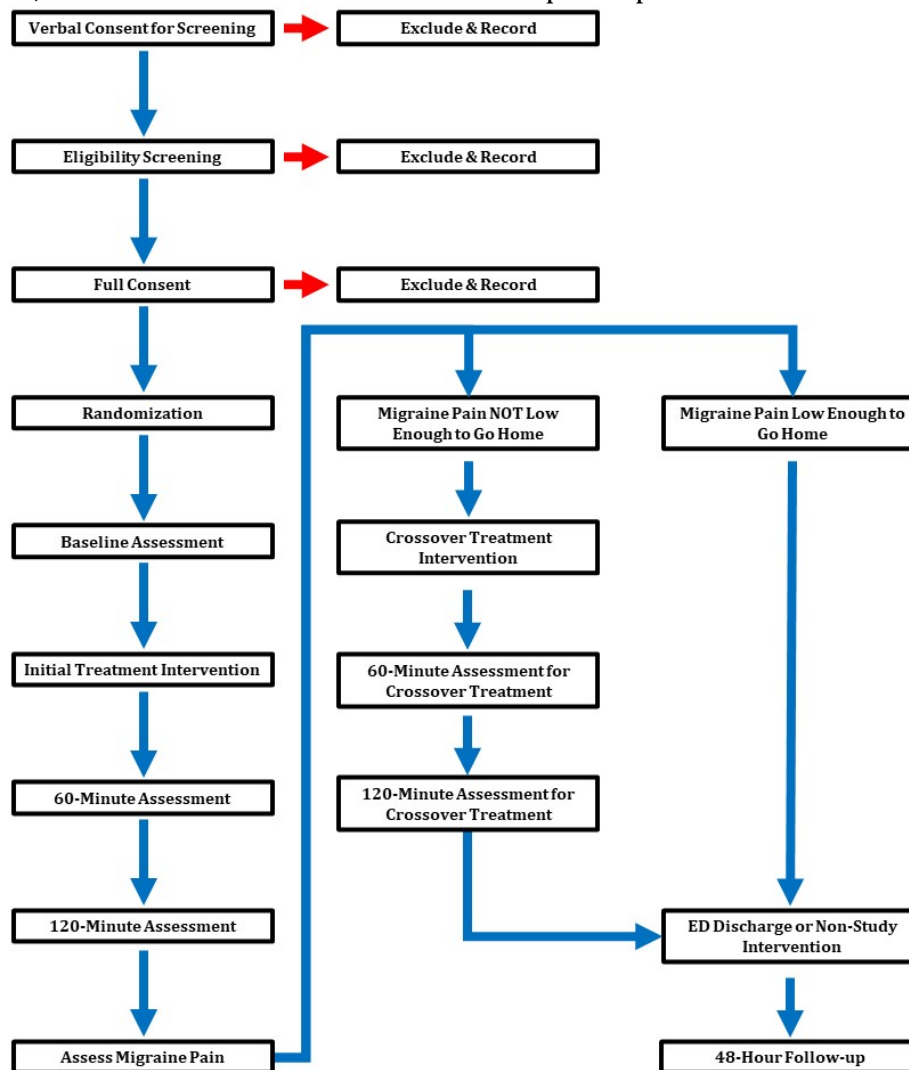 Verbal Consent for Screening
Exclude & Record
Eligibility Screening
Exclude & Record
Full Consent
Exclude & Record
Randomization
Migraine Pain NOT Low
Enough to Go Home
Migraine Pain Low Enough to
Go Home
Baseline Assessment
Crossover Treatment
Intervention
Initial Treatment Intervention
60-Minute Assessment for
Crossover Treatment
60-Minute Assessment
120-Minute Assessment for
Crossover Treatment
120-Minute Assessment
ED Discharge or Non-Study
Intervention
Assess Migraine Pain
48-Hour Follow-up